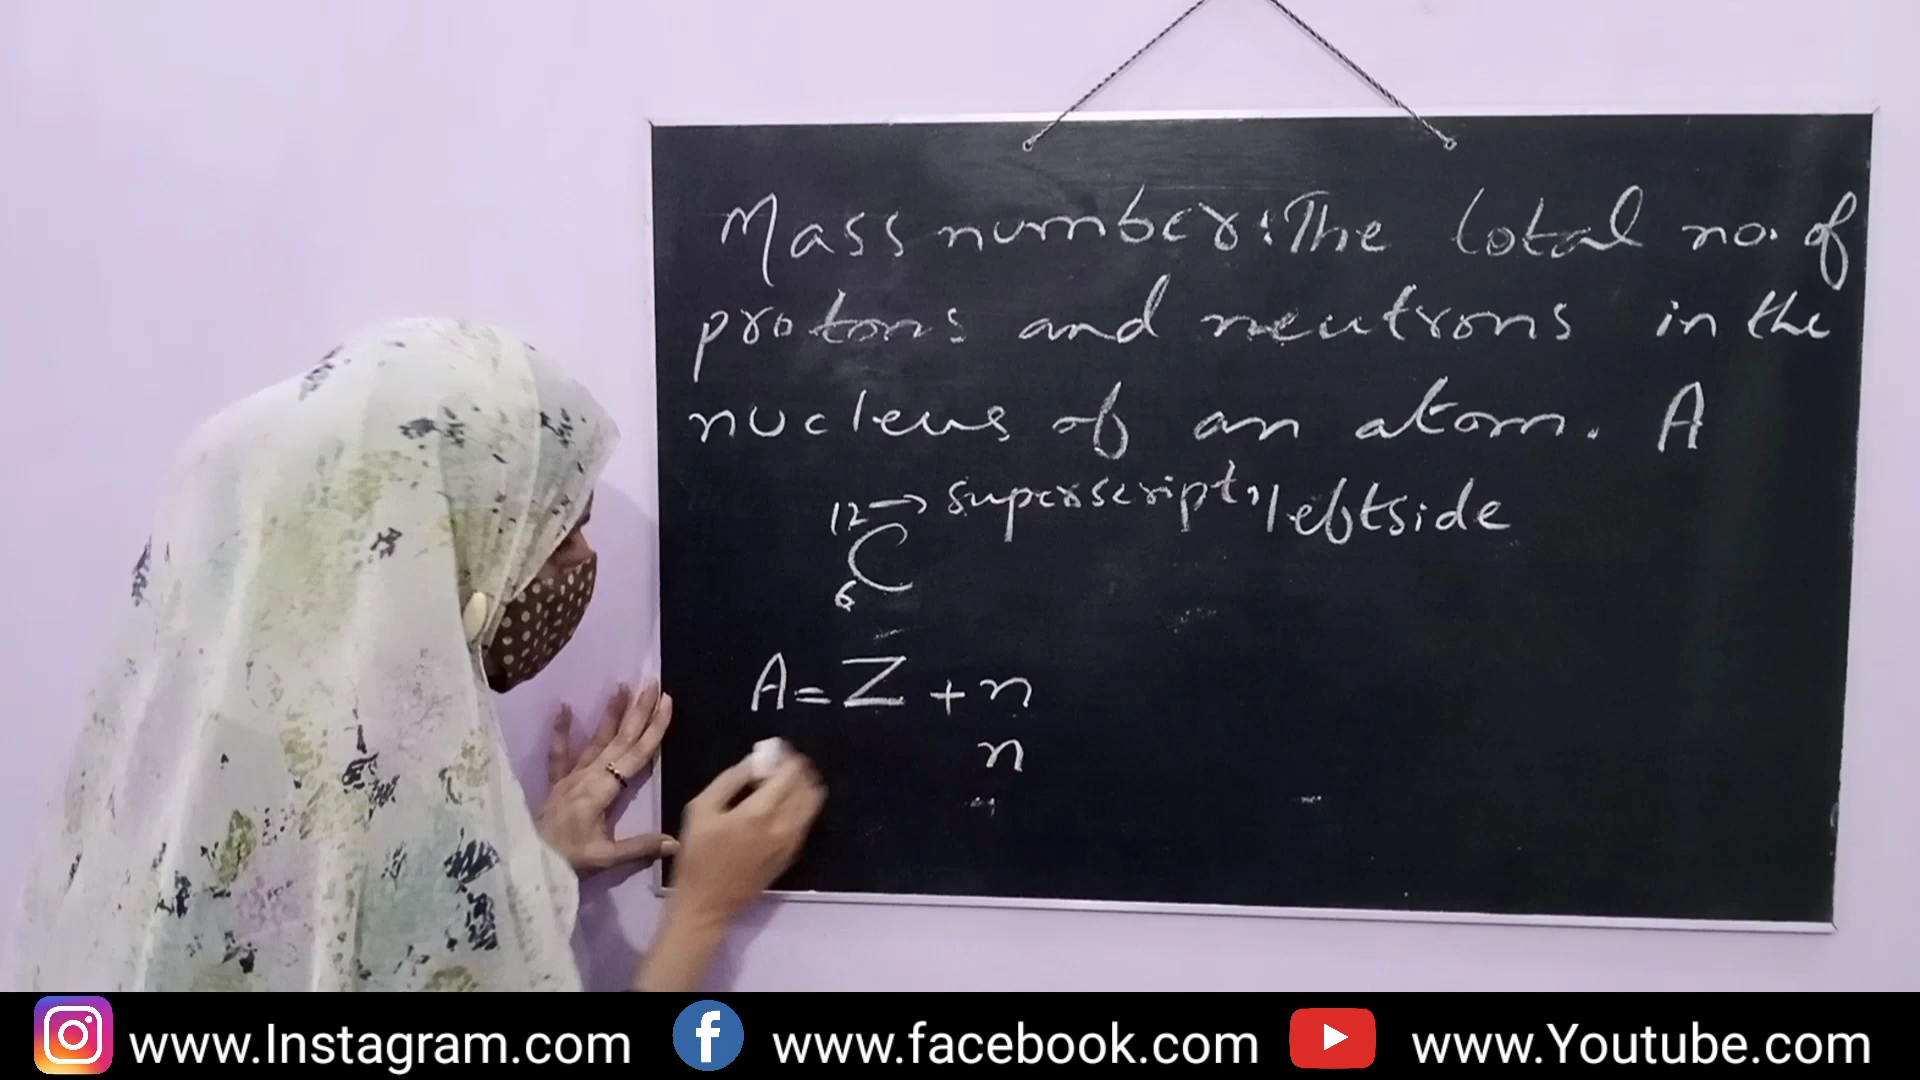 Mass number: The total no. of
protons and neutrons in the
nucleus of an atom. A
12 → superscript, leftside
C
6
A = Z + n
n
www.Instagram.com www.facebook.com www.Youtube.com